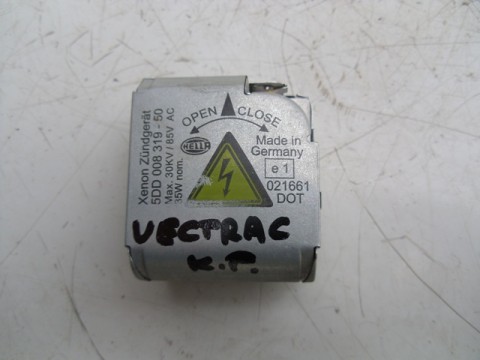 Xenon Zündgerät
5DD 008 319 - 50
Max. 30KV / 85V AC
35W nom.
OPEN CLOSE
HELLA
Made in
Germany
e 1
021661
DOT
VECTRAC
K.P.